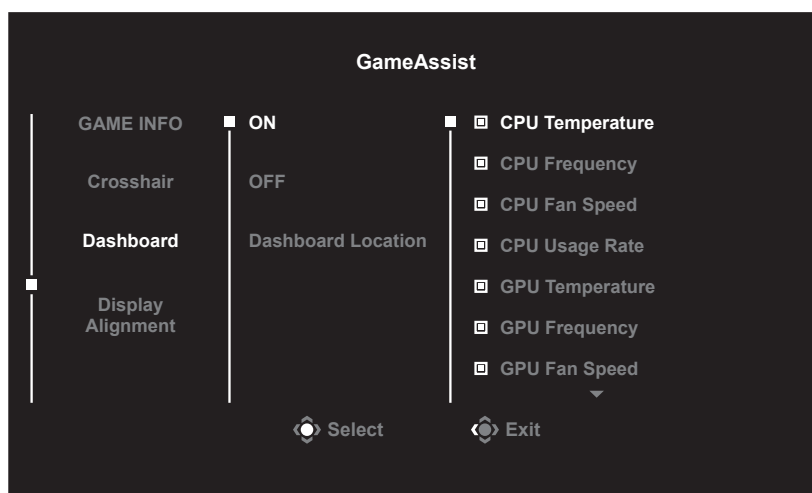 GameAssist
GAME INFO
Crosshair
Dashboard
Display
Alignment
ON
OFF
Dashboard Location
CPU Temperature
CPU Frequency
CPU Fan Speed
CPU Usage Rate
GPU Temperature
GPU Frequency
GPU Fan Speed
Select
Exit